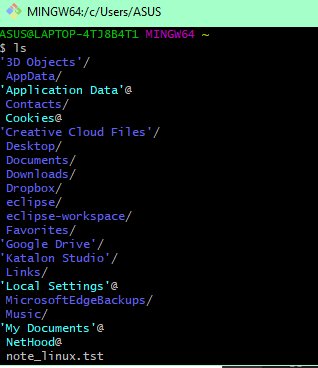 MINGW64:/c/Users/ASUS
ASUS@LAPTOP-4TJ8B4T1 MINGW64 ~
$ ls
'3D Objects'/
AppData/
'Application Data'@
Contacts/
Cookies@
'Creative Cloud Files'/
Desktop/
Documents/
Downloads/
Dropbox/
eclipse/
eclipse-workspace/
Favorites/
'Google Drive'/
'Katalon Studio'/
Links/
'Local Settings'@
MicrosoftEdgeBackups/
Music/
'My Documents'@
NetHood@
note_linux.tst